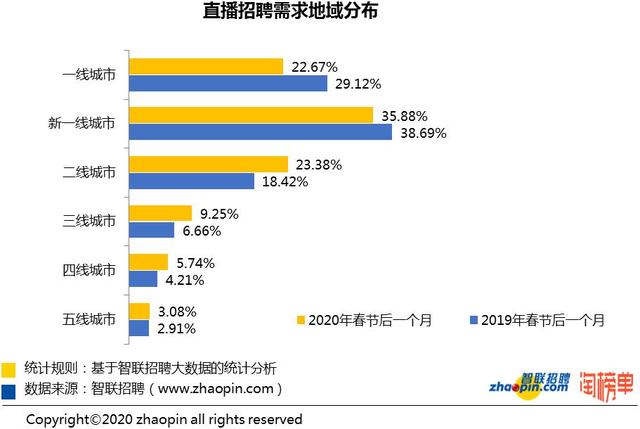 直播招聘需求地域分布
一线城市
22.67%
29.12%
新一线城市
35.88%
38.69%
二线城市
23.38%
18.42%
三线城市
9.25%
6.66%
四线城市
5.74%
4.21%
五线城市
3.08%
2.91%
2020年春节后一个月
2019年春节后一个月
统计规则：基于智联招聘大数据的统计分析
数据来源：智联招聘（www.zhaopin.com）
智联招聘
zhaopin.com
淘榜单
Copyright©2020 zhaopin all rights reserved